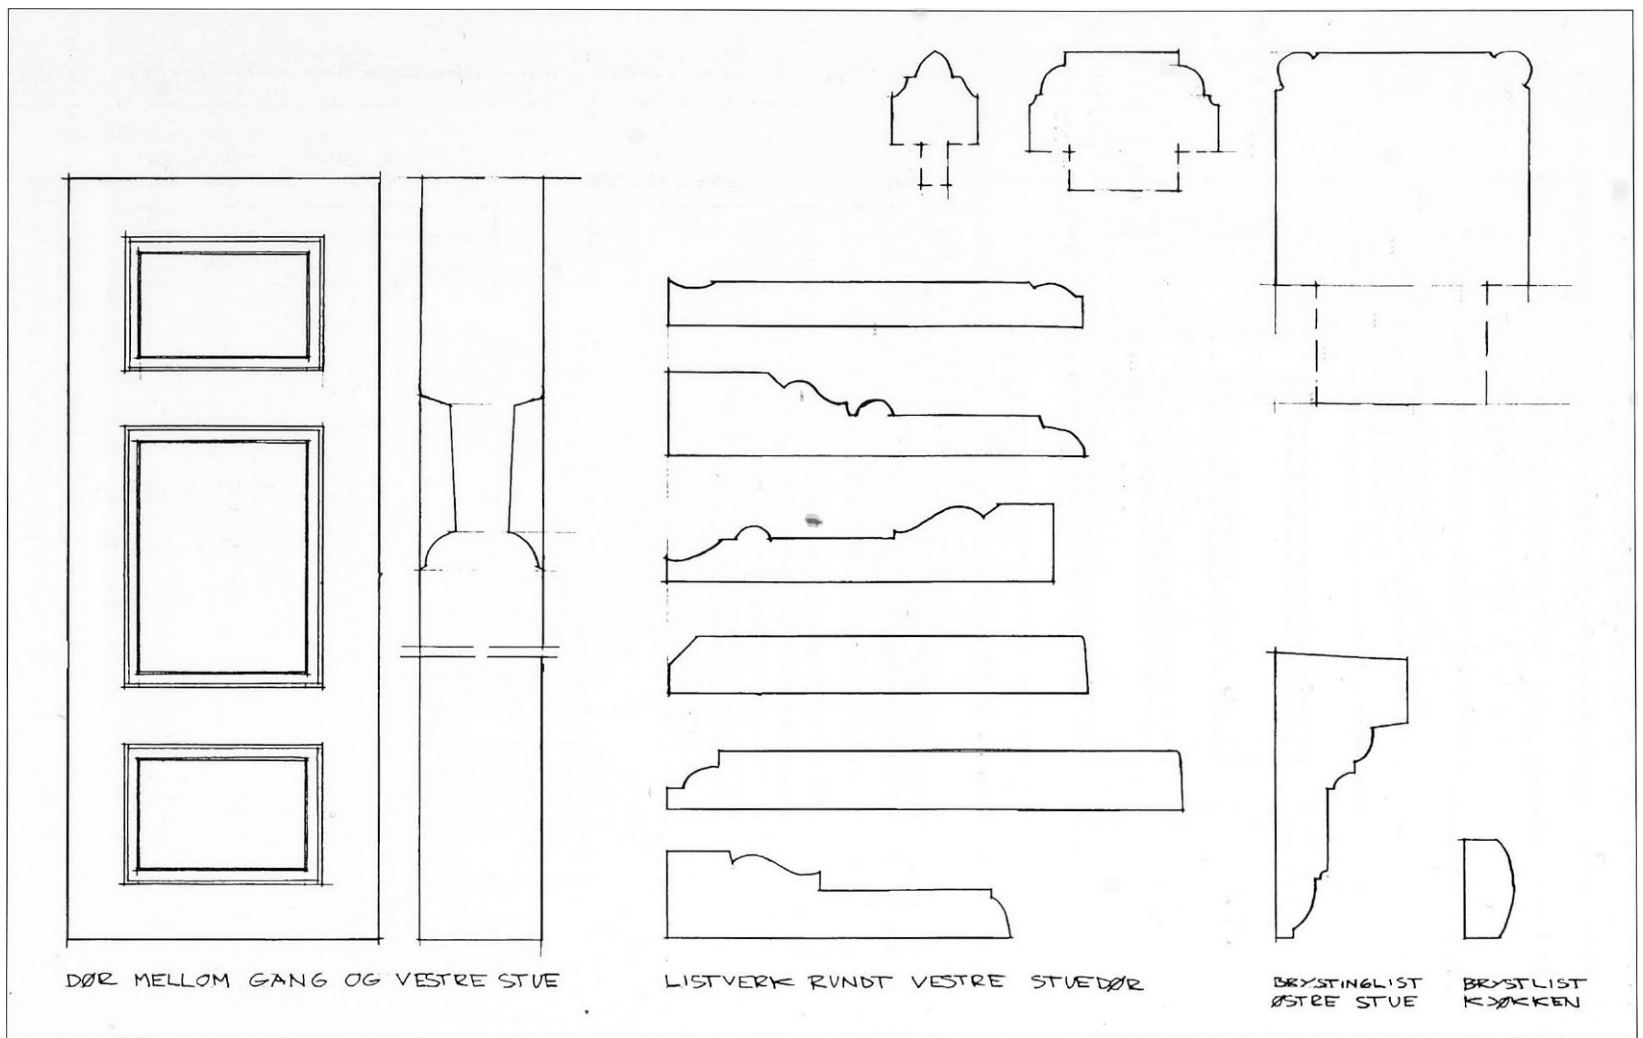 DØR MELLOM GANG OG VESTRE STUE
LISTVERK RUNDT VESTRE STUEDØR
BRYSTINGLIST
ØSTRE STUE
BRYSTLIST
KJØKKEN